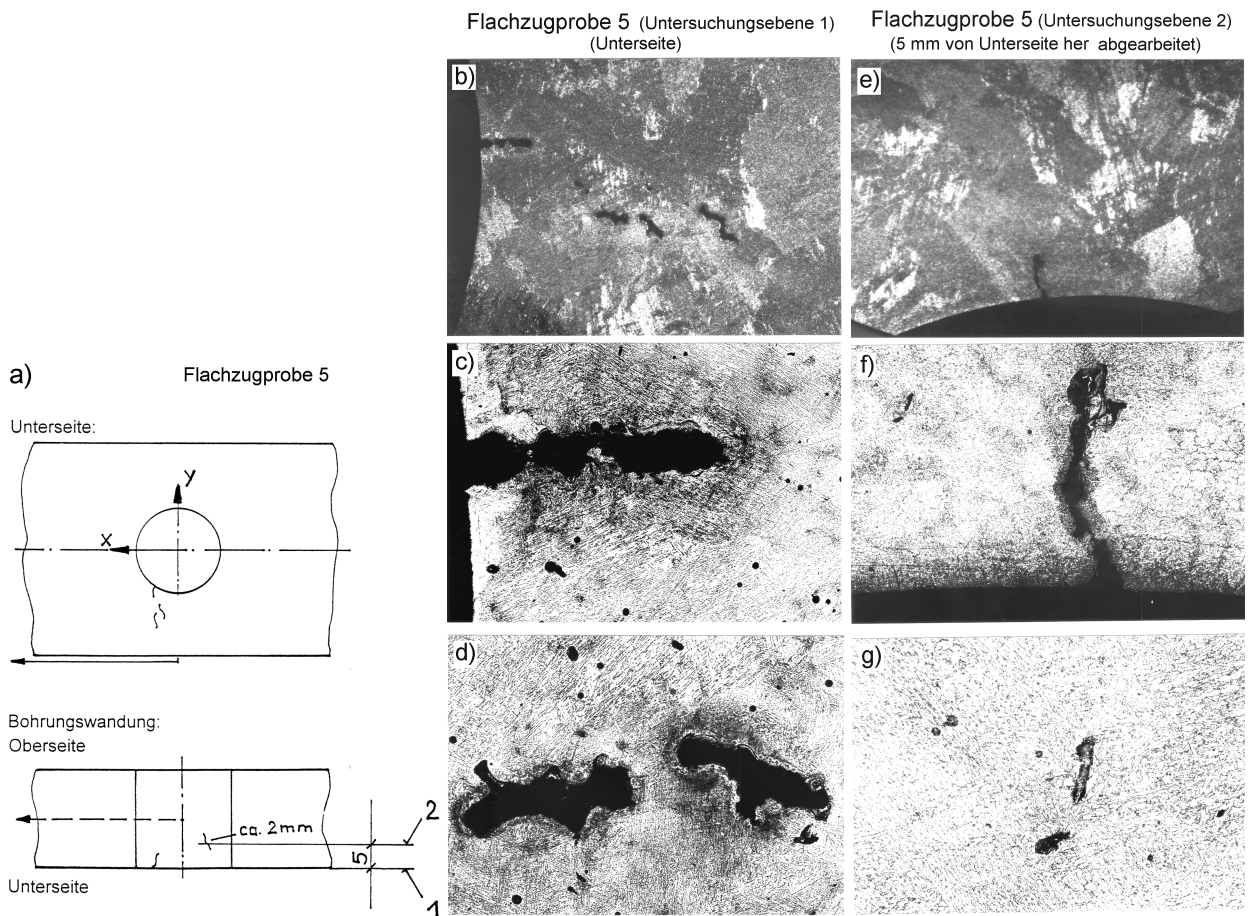 Flachzugprobe 5 (Untersuchungsebene 1)
(Unterseite)
Flachzugprobe 5 (Untersuchungsebene 2)
(5 mm von Unterseite her abgearbeitet)
b)
e)
c)
f)
d)
g)
a) Flachzugprobe 5
Unterseite:
y
x
Bohrungswandung:
Oberseite
ca. 2mm
2
5
Unterseite
1